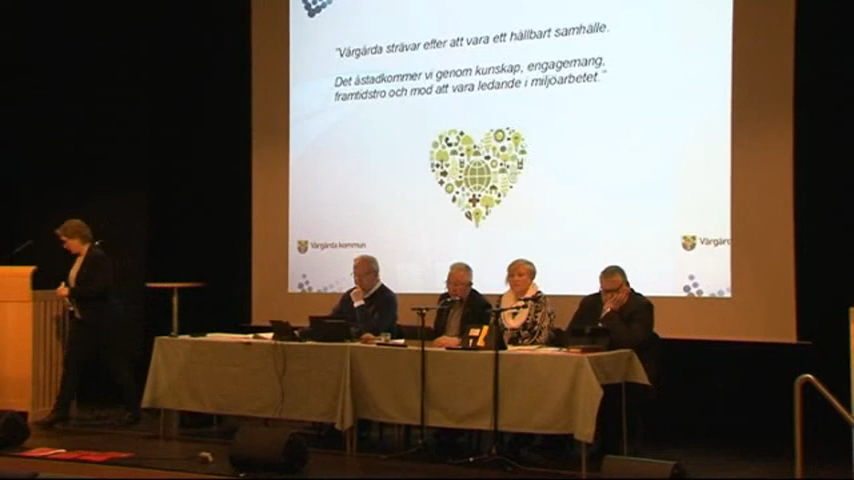 "Vårgårda strävar efter att vara ett hållbart samhälle.
Det åstadkommer vi genom kunskap, engagemang,
framtidstro och mod att vara ledande i miljöarbetet."
Vårgårda kommun
Vårgård